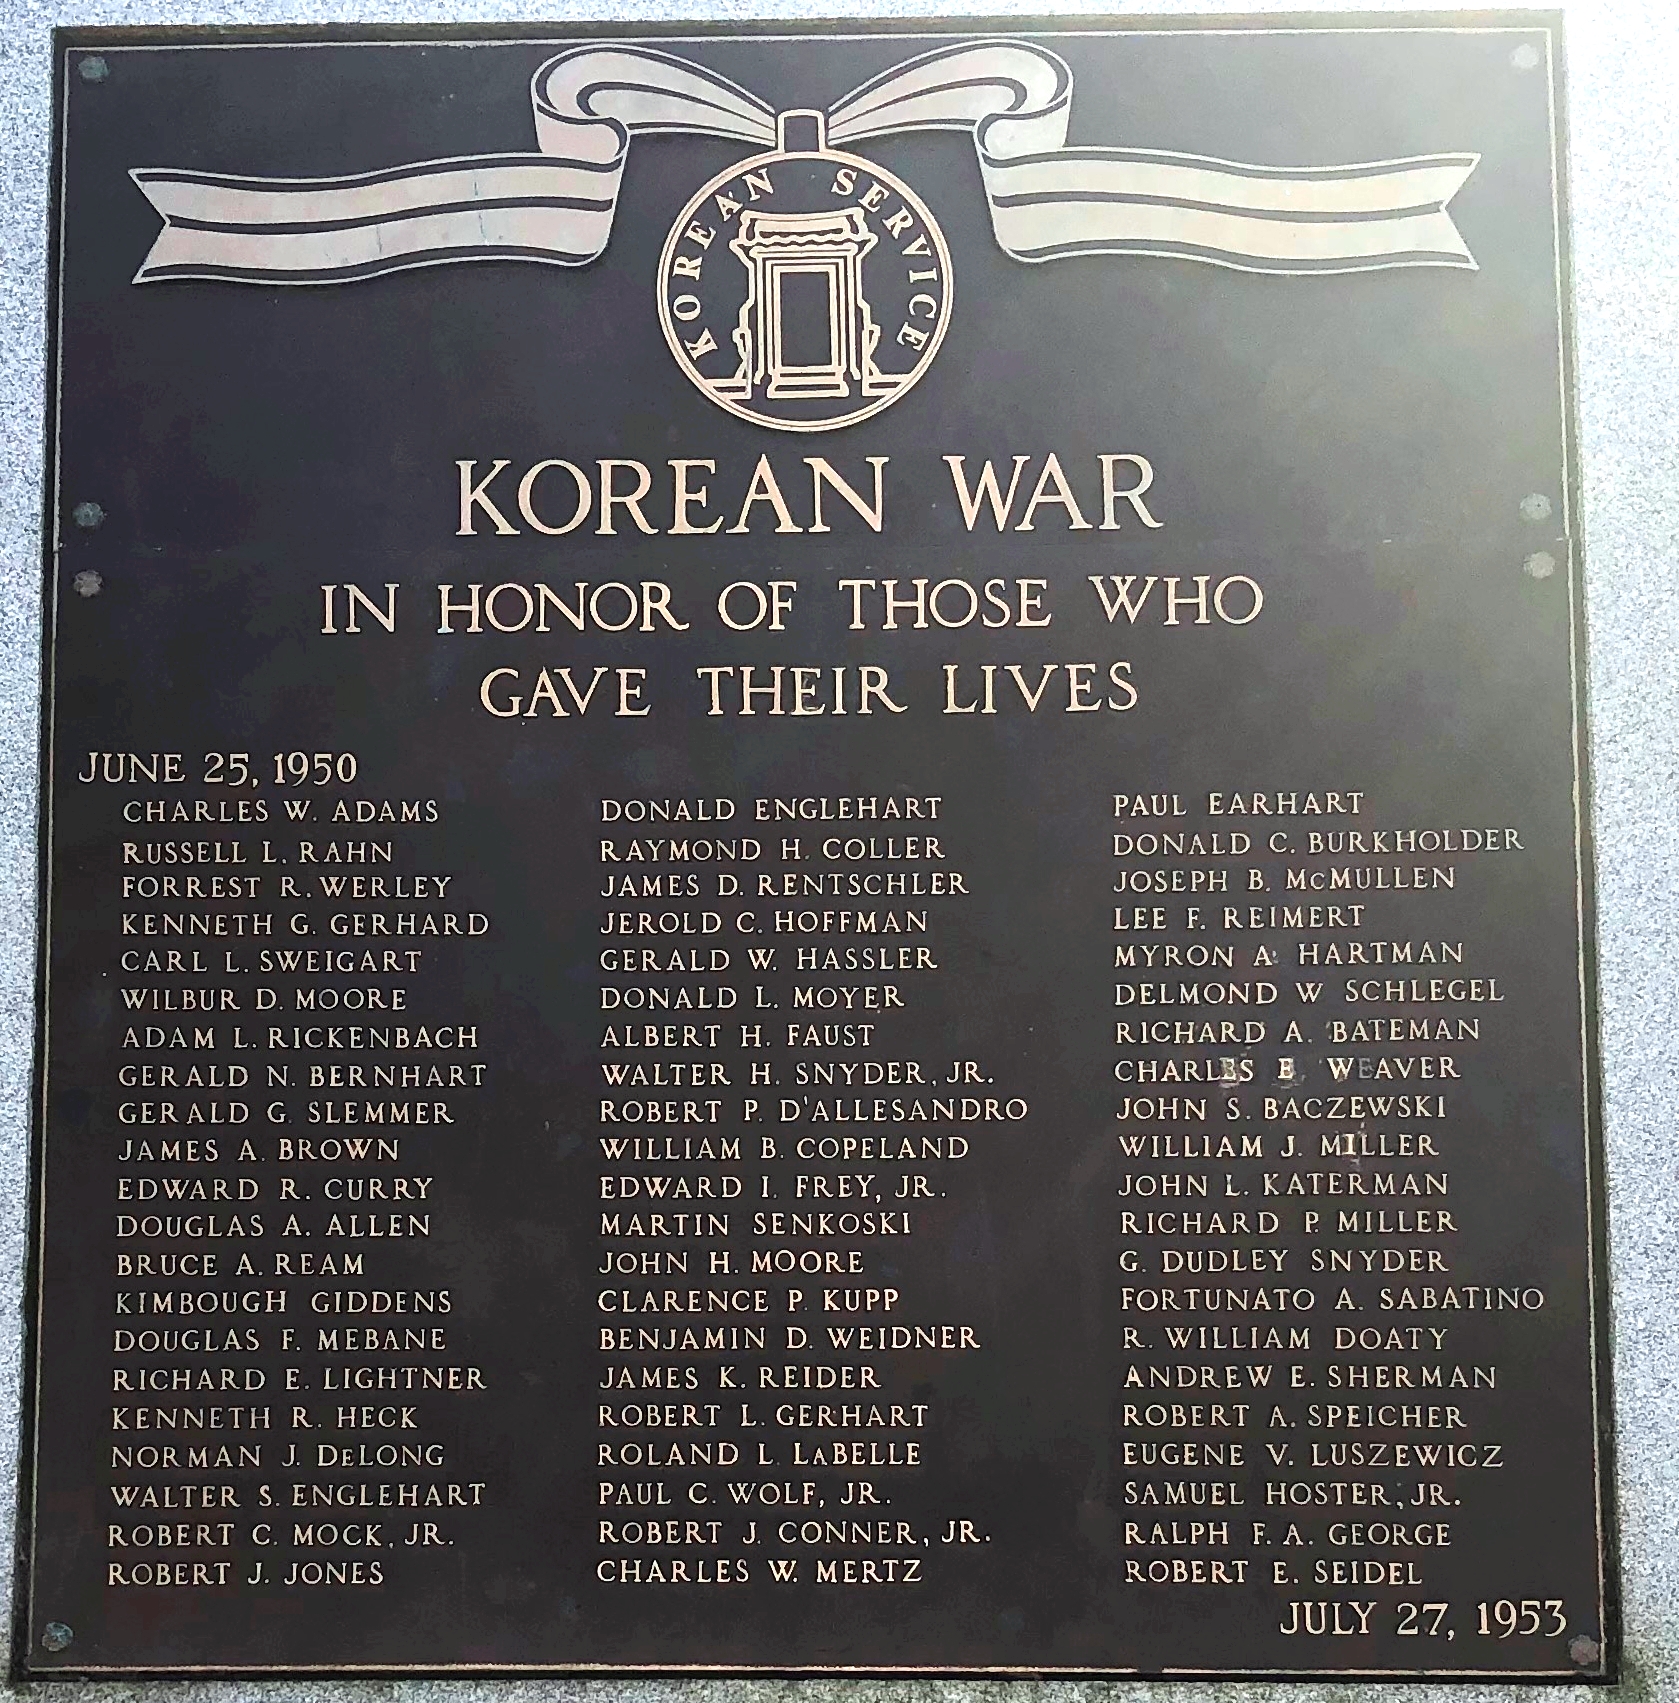 KOREAN SERVICE
KOREAN WAR
IN HONOR OF THOSE WHO
GAVE THEIR LIVES
JUNE 25, 1950
CHARLES W. ADAMS
RUSSELL L. RAHN
FORREST R. WERLEY
KENNETH G. GERHARD
CARL L. SWEIGART
WILBUR D. MOORE
ADAM L. RICKENBACH
GERALD N. BERNHART
GERALD G. SLEMMER
JAMES A. BROWN
EDWARD R. CURRY
DOUGLAS A. ALLEN
BRUCE A. REAM
KIMBOUGH GIDDENS
DOUGLAS F. MEBANE
RICHARD E. LIGHTNER
KENNETH R. HECK
NORMAN J. DELONG
WALTER S. ENGLEHART
ROBERT C. MOCK, JR.
ROBERT J. JONES
DONALD ENGLEHART
RAYMOND H. COLLER
JAMES D. RENTSCHLER
JEROLD C. HOFFMAN
GERALD W. HASSLER
DONALD L. MOYER
ALBERT H. FAUST
WALTER H. SNYDER, JR.
ROBERT P. D'ALLESANDRO
WILLIAM B. COPELAND
EDWARD I. FREY, JR.
MARTIN SENKOSKI
JOHN H. MOORE
CLARENCE P. KUPP
BENJAMIN D. WEIDNER
JAMES K. REIDER
ROBERT L. GERHART
ROLAND L. LABELLE
PAUL C. WOLF, JR.
ROBERT J. CONNER, JR.
CHARLES W. MERTZ
PAUL EARHART
DONALD C. BURKHOLDER
JOSEPH B. McMULLEN
LEE F. REIMERT
MYRON A. HARTMAN
DELMOND W SCHLEGEL
RICHARD A. BATEMAN
CHARLES E. WEAVER
JOHN S. BACZEWSKI
WILLIAM J. MILLER
JOHN L. KATERMAN
RICHARD P. MILLER
G. DUDLEY SNYDER
FORTUNATO A. SABATINO
R. WILLIAM DOATY
ANDREW E. SHERMAN
ROBERT A. SPEICHER
EUGENE V. LUSZEWICZ
SAMUEL HOSTER, JR.
RALPH F. A. GEORGE
ROBERT E. SEIDEL
JULY 27, 1953